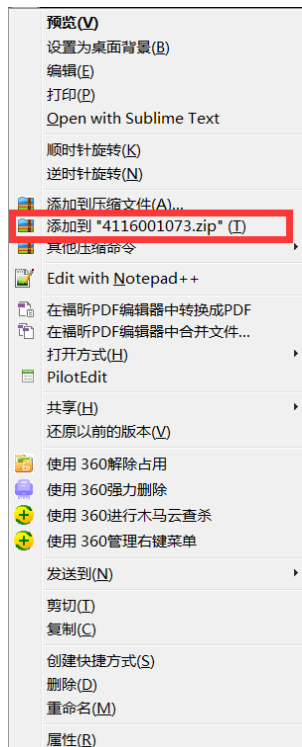 预览(V)
设置为桌面背景(B)
编辑(E)
打印(P)
Open with Sublime Text
顺时针旋转(K)
逆时针旋转(N)
添加到压缩文件(A)...
添加到 "4116001073.zip" (T)
其他压缩命令
Edit with Notepad++
在福昕PDF编辑器中转换成PDF
在福昕PDF编辑器中合并文件...
打开方式(H)
PilotEdit
共享(H)
还原以前的版本(V)
使用 360解除占用
使用 360强力删除
使用 360进行木马云查杀
使用 360管理右键菜单
发送到(N)
剪切(T)
复制(C)
创建快捷方式(S)
删除(D)
重命名(M)
属性(R)